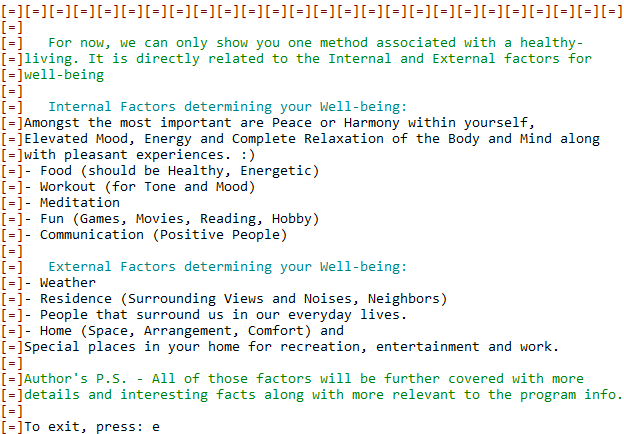 [=][=][=][=][=][=][=][=][=][=][=][=][=][=][=][=][=][=][=][=][=][=][=][=][=][=]
[=]
[=]   For now, we can only show you one method associated with a healthy-
[=]living. It is directly related to the Internal and External factors for
[=]well-being
[=]
[=]   Internal Factors determining your Well-being:
[=]Amongst the most important are Peace or Harmony within yourself,
[=]Elevated Mood, Energy and Complete Relaxation of the Body and Mind along
[=]with pleasant experiences. :)
[=]- Food (should be Healthy, Energetic)
[=]- Workout (for Tone and Mood)
[=]- Meditation
[=]- Fun (Games, Movies, Reading, Hobby)
[=]- Communication (Positive People)
[=]
[=]   External Factors determining your Well-being:
[=]- Weather
[=]- Residence (Surrounding Views and Noises, Neighbors)
[=]- People that surround us in our everyday lives.
[=]- Home (Space, Arrangement, Comfort) and
[=]Special places in your home for recreation, entertainment and work.
[=]
[=]Author's P.S. - All of those factors will be further covered with more
[=]details and interesting facts along with more relevant to the program info.
[=]
[=]To exit, press: e